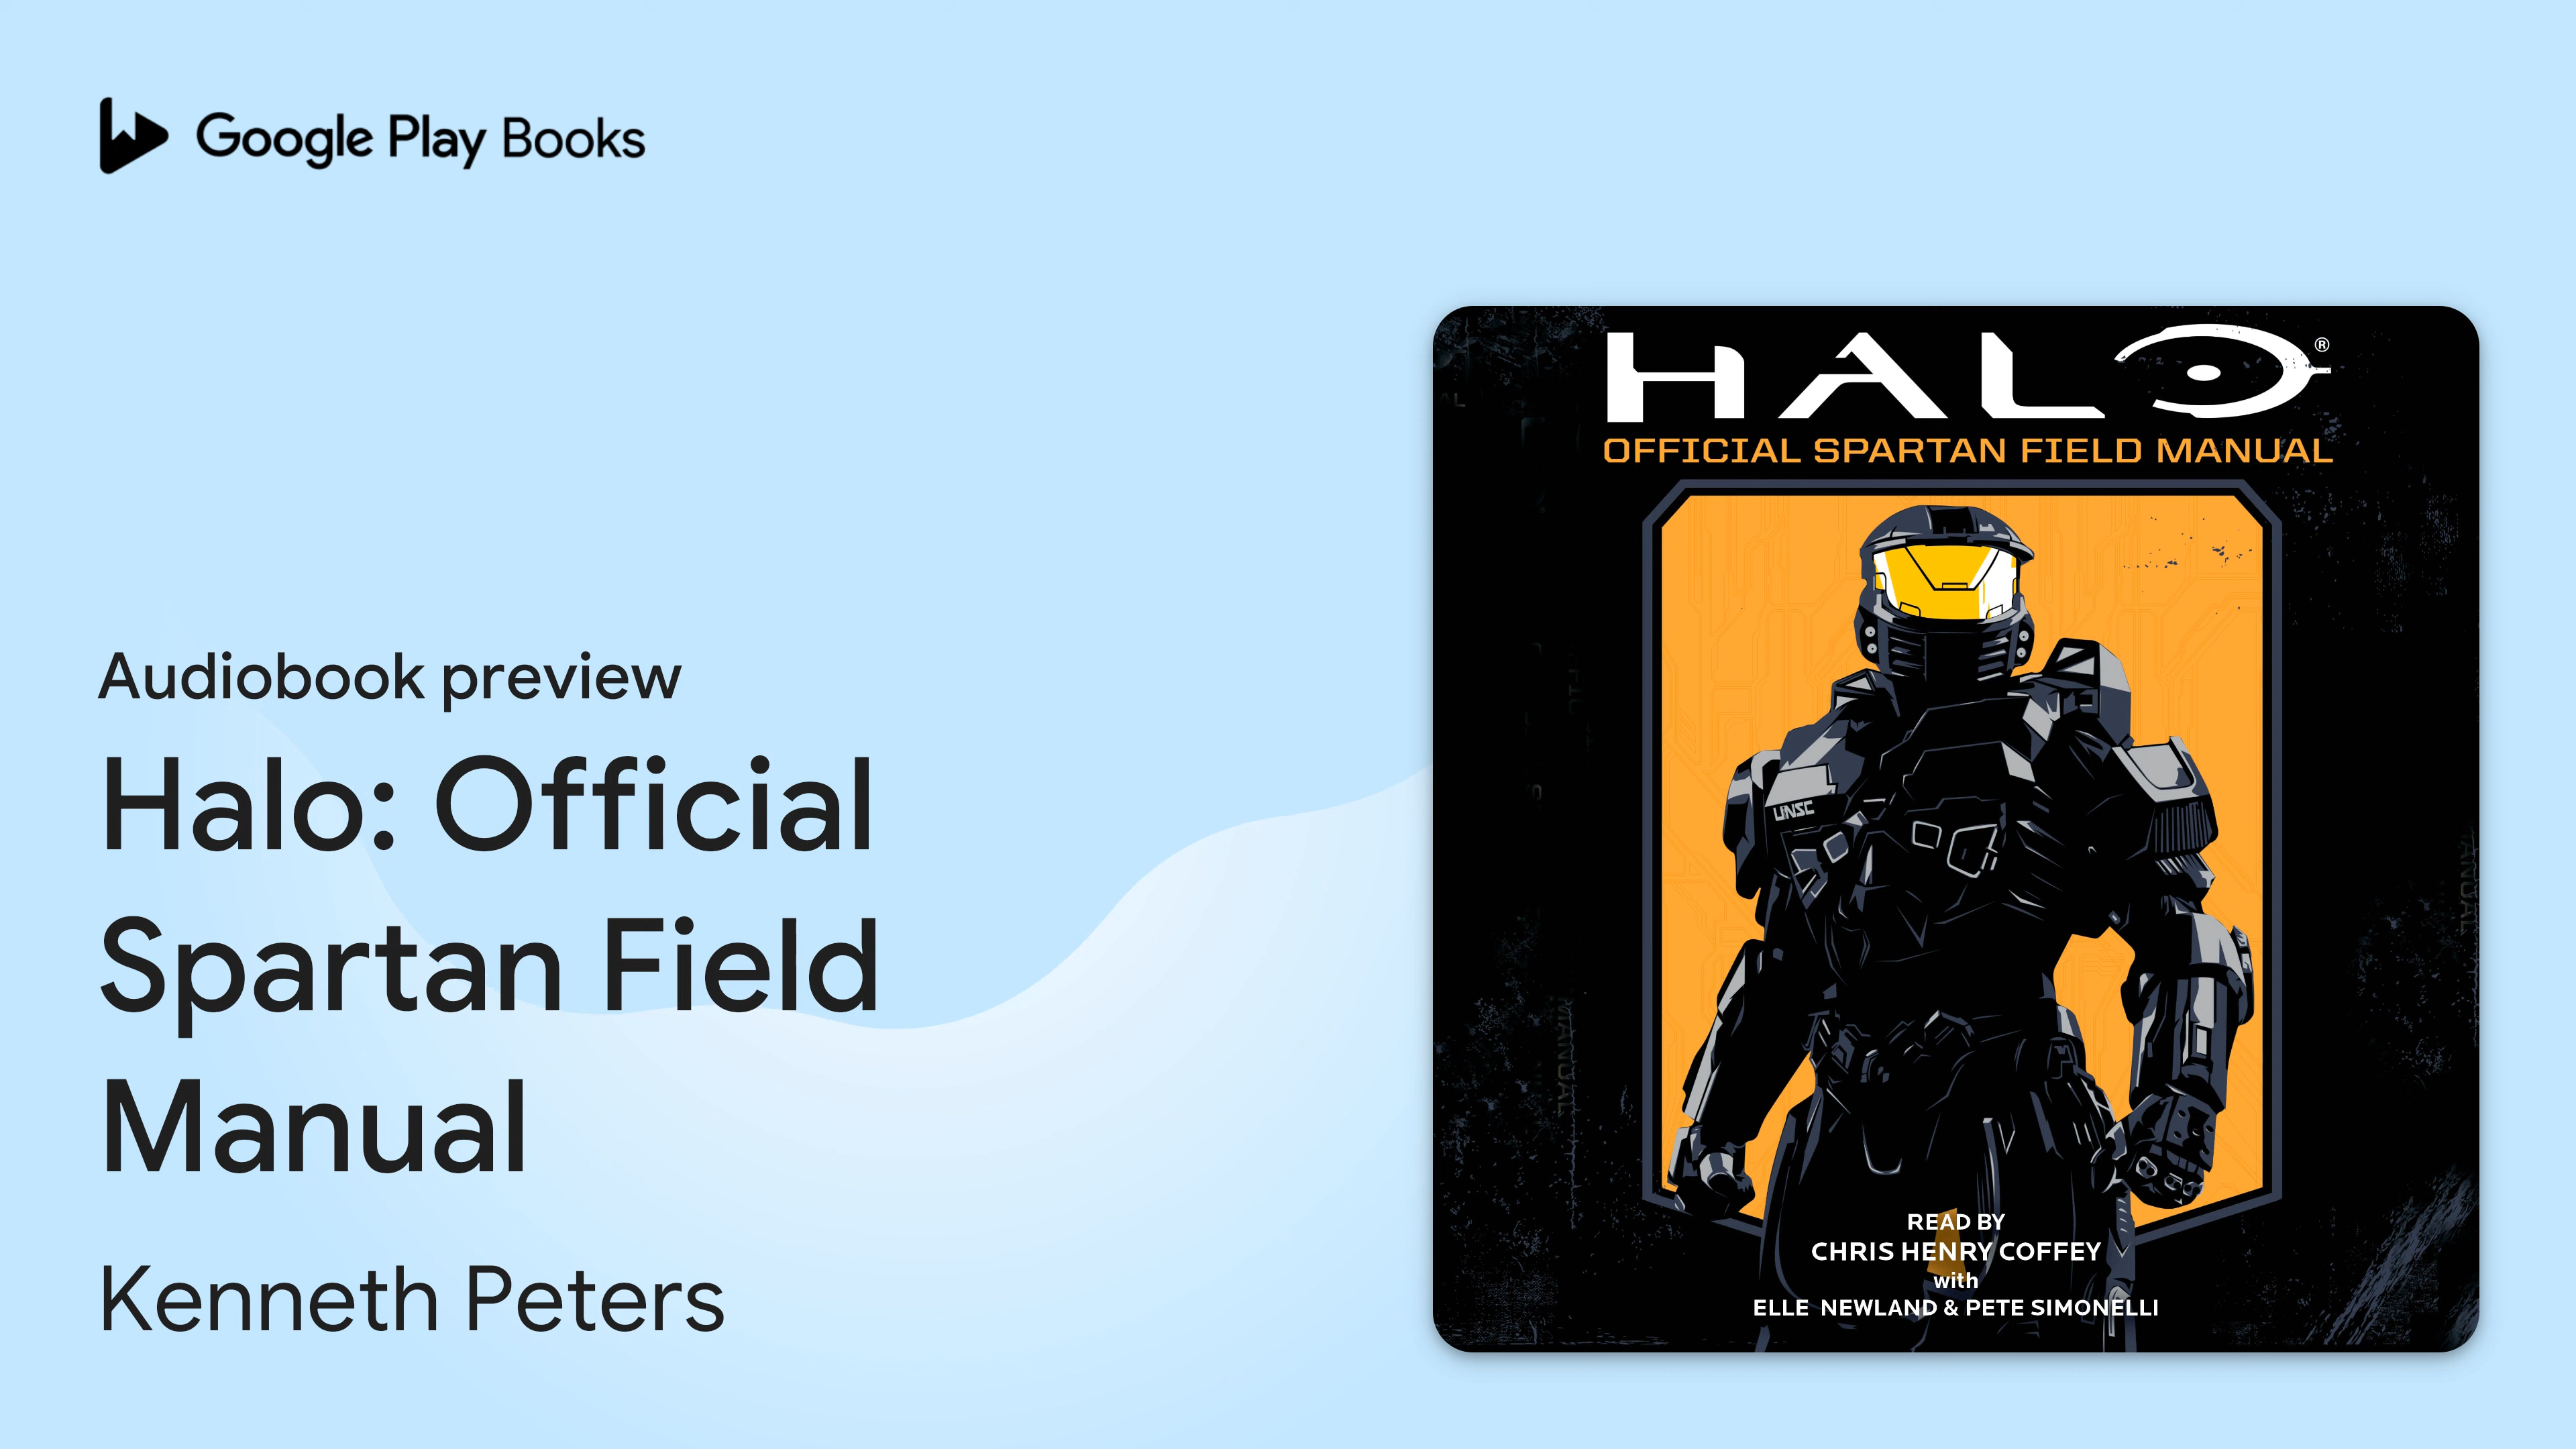 Google Play Books
Audiobook preview
Halo: Official
Spartan Field
Manual
Kenneth Peters
HALO®
OFFICIAL SPARTAN FIELD MANUAL
UNSC
READ BY
CHRIS HENRY COFFEY
with
ELLE NEWLAND & PETE SIMONELLI